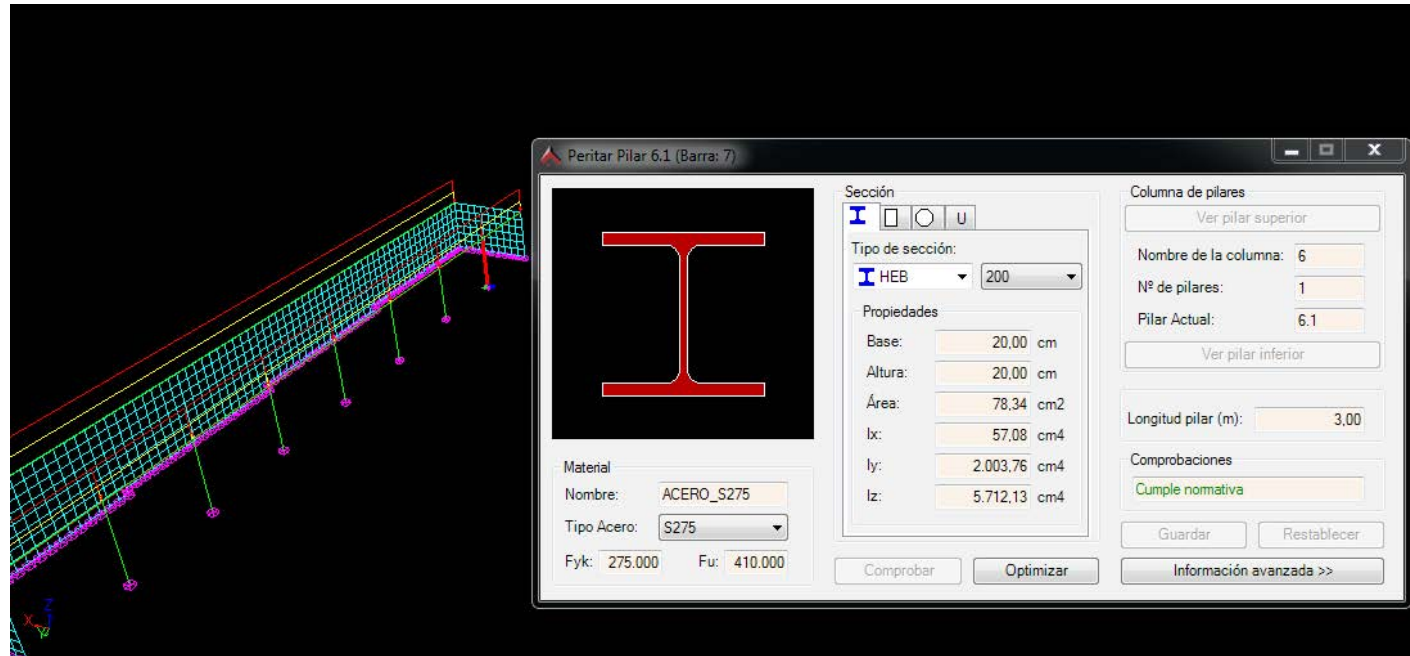 Peritar Pilar 6.1 (Barra: 7)
Sección
U
Tipo de sección:
HEB 200
Propiedades
Base: 20,00 cm
Altura: 20,00 cm
Área: 78,34 cm2
Ix: 57,08 cm4
Iy: 2.003,76 cm4
Iz: 5.712,13 cm4
Material
Nombre: ACERO_S275
Tipo Acero: S275
Fyk: 275.000 Fu: 410.000
Comprobar Optimizar
Columna de pilares
Ver pilar superior
Nombre de la columna: 6
Nº de pilares: 1
Pilar Actual: 6.1
Ver pilar inferior
Longitud pilar (m): 3,00
Comprobaciones
Cumple normativa
Guardar Restablecer
Información avanzada >>
Z
X
Y